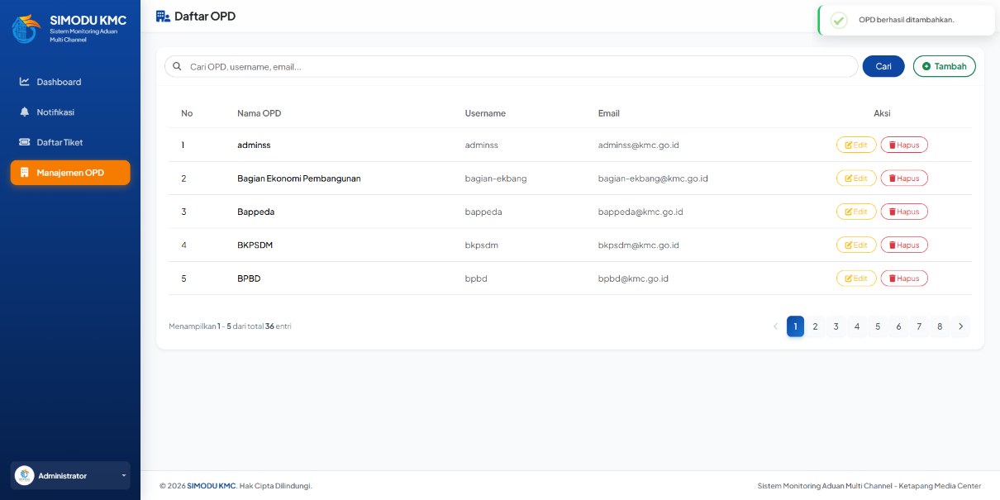 SIMODU KMC
Sistem Monitoring Aduan
Multi Channel
Dashboard
Notifikasi
Daftar Tiket
Manajemen OPD
Administrator
Daftar OPD
OPD berhasil ditambahkan.
Cari OPD, username, email...
Cari
Tambah
No Nama OPD Username Email Aksi
1 adminss adminss adminss@kmc.go.id Edit Hapus
2 Bagian Ekonomi Pembangunan bagian-ekbang bagian-ekbang@kmc.go.id Edit Hapus
3 Bappeda bappeda bappeda@kmc.go.id Edit Hapus
4 BKPSDM bkpsdm bkpsdm@kmc.go.id Edit Hapus
5 BPBD bpbd bpbd@kmc.go.id Edit Hapus
Menampilkan 1 - 5 dari total 36 entri
1 2 3 4 5 6 7 8
© 2026 SIMODU KMC. Hak Cipta Dilindungi.
Sistem Monitoring Aduan Multi Channel - Ketapang Media Center